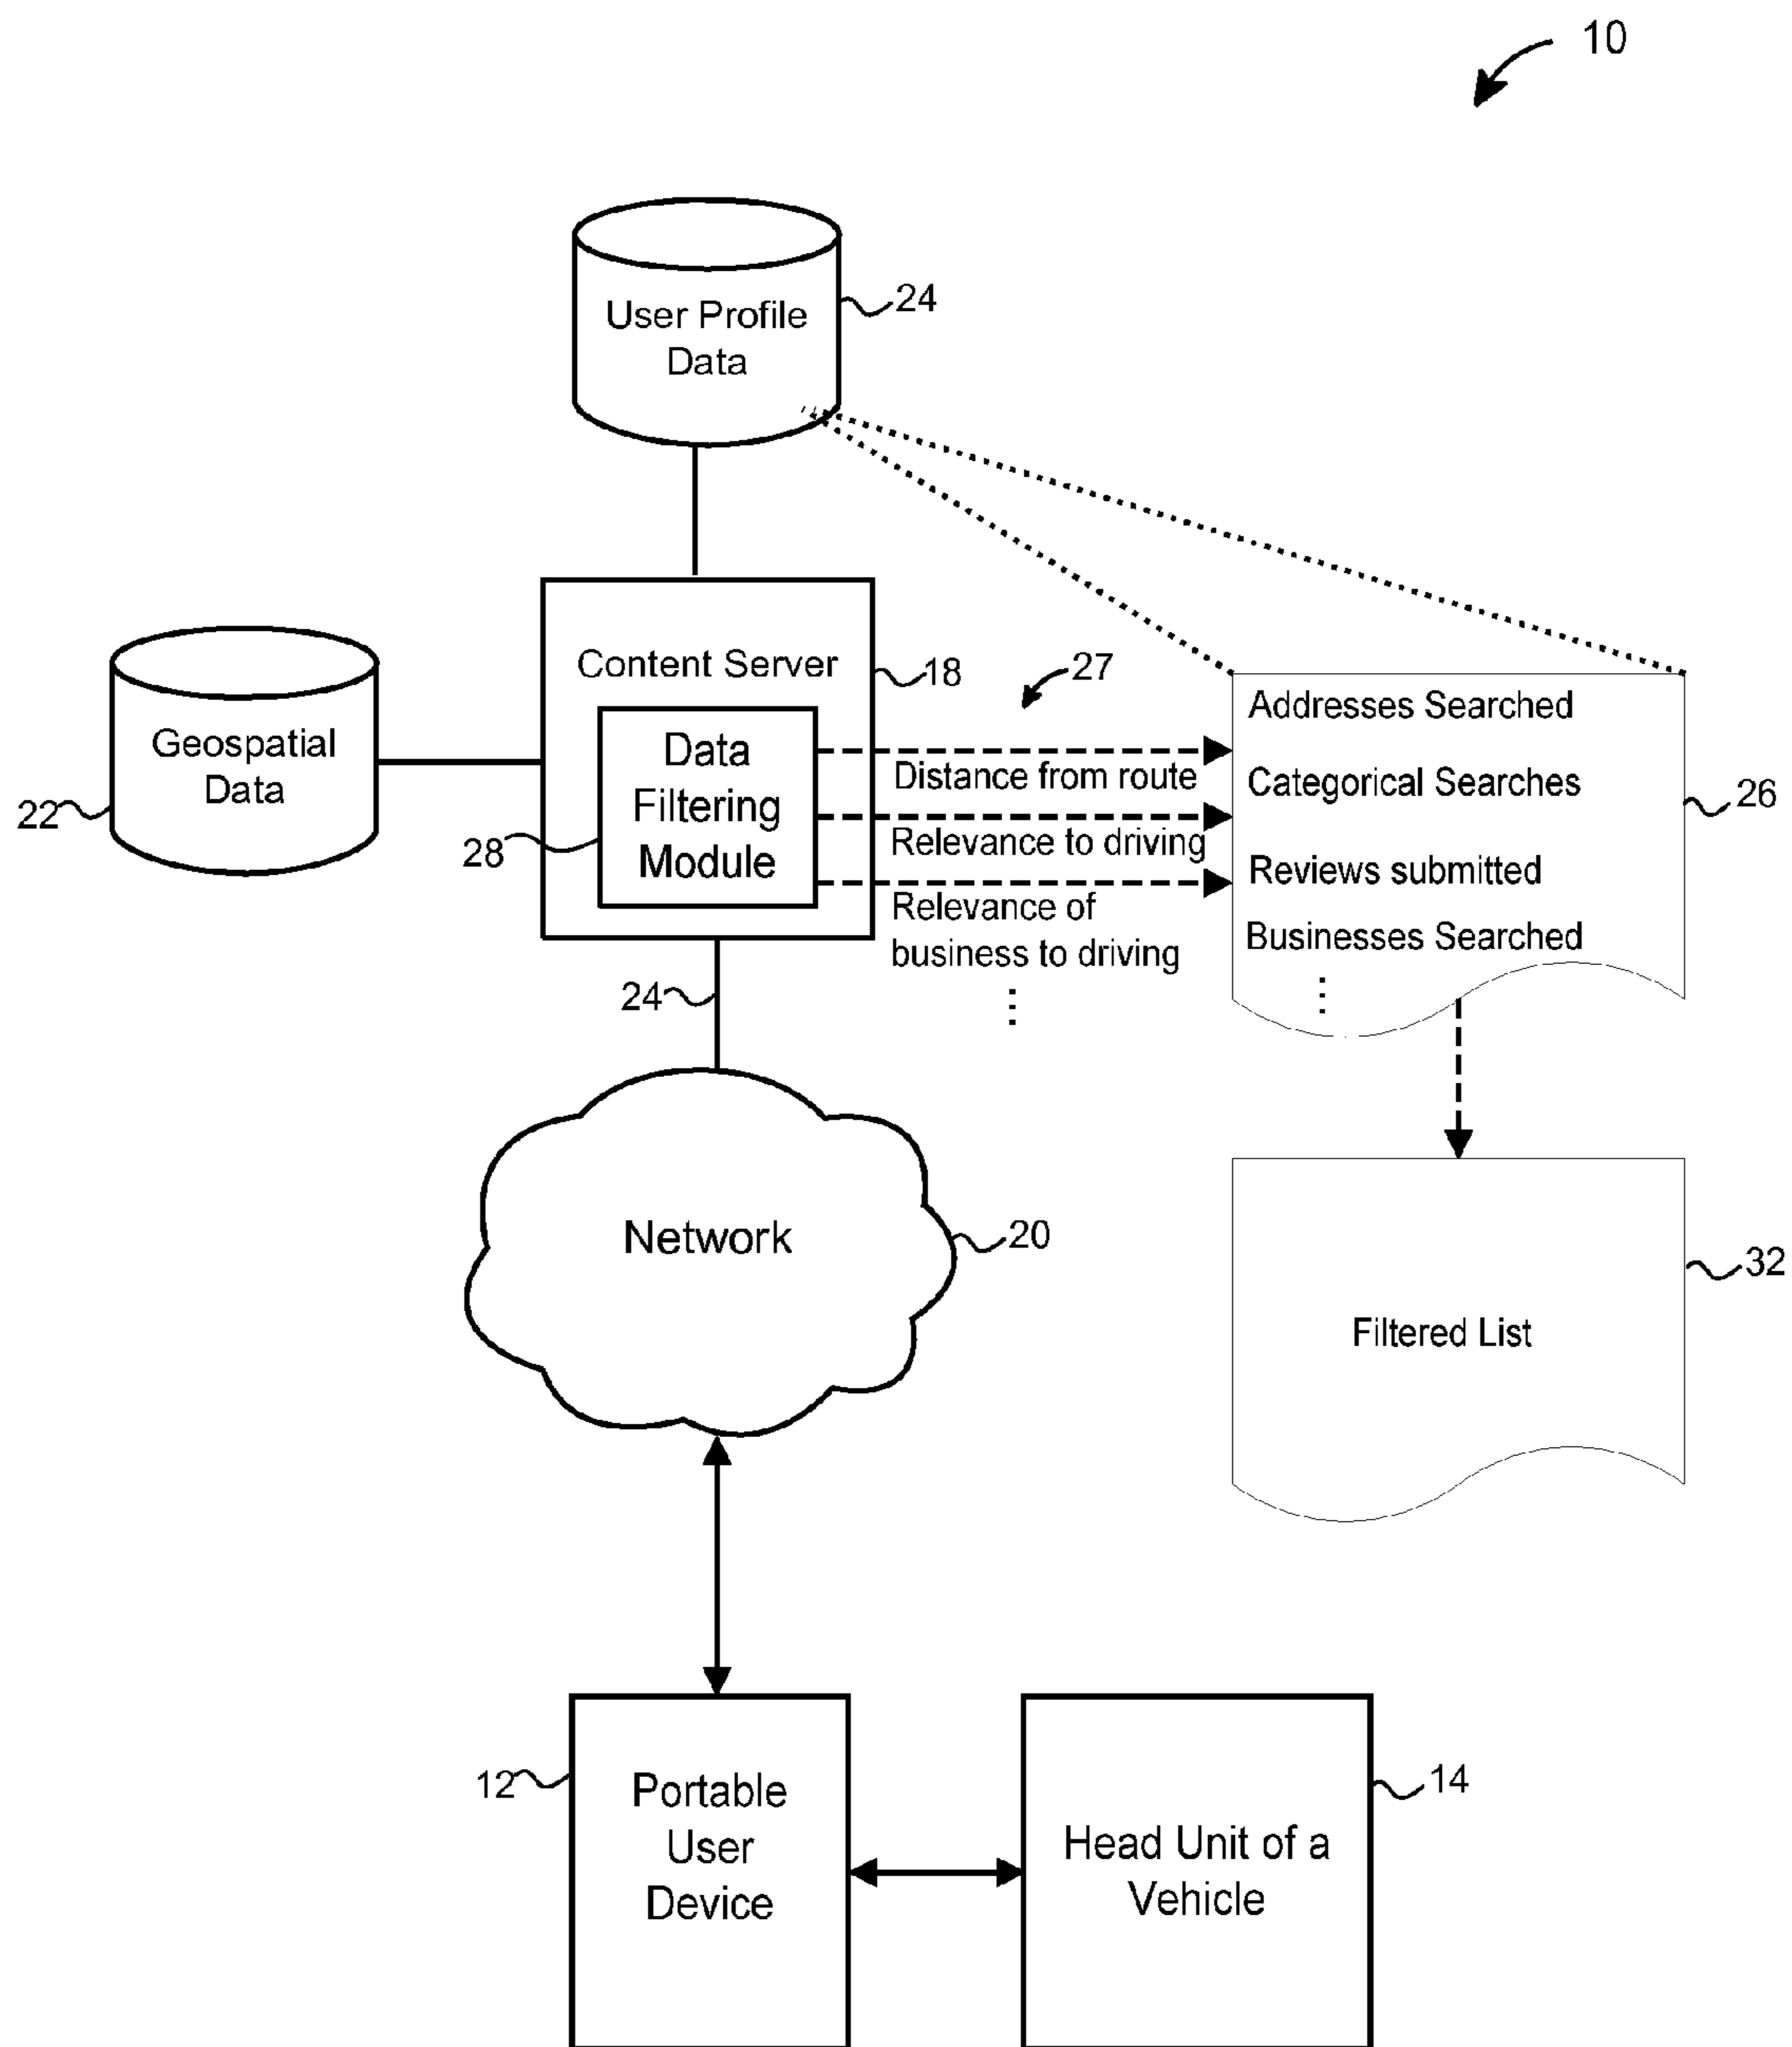 10
User Profile
Data
24
Content Server
18
27
Geospatial
Data
22
Data
Filtering
Module
28
Distance from route
Relevance to driving
Relevance of
business to driving
⋮
Addresses Searched
Categorical Searches
Reviews submitted
Businesses Searched
⋮
26
24
Network
20
Filtered List
32
12
Portable
User
Device
Head Unit of a
Vehicle
14